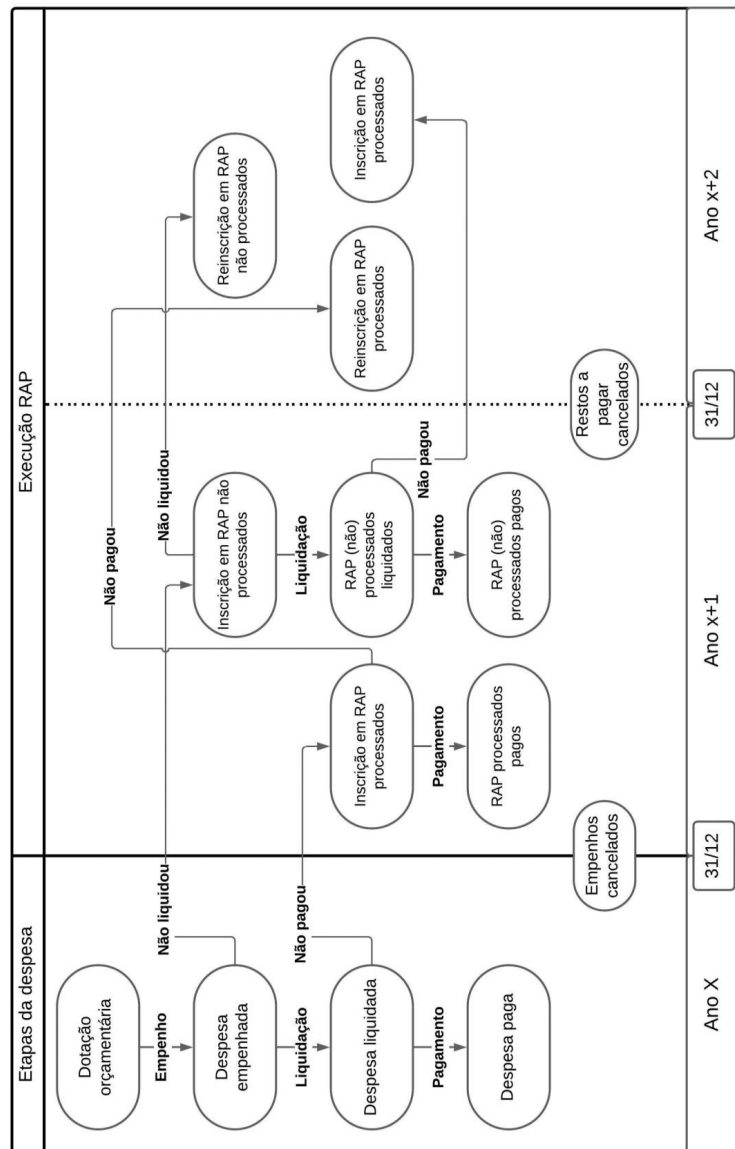 Etapas da despesa
Execução RAP
Dotação
orçamentária
Empenho
Despesa
empenhada
Não liquidou
Liquidação
Despesa liquidada
Não pagou
Pagamento
Despesa paga
Empenhos
cancelados
Inscrição em RAP
processados
Não pagou
Pagamento
RAP processados
pagos
Inscrição em RAP não
processados
Não liquidou
Liquidação
RAP (não)
processados
liquidados
Não pagou
Pagamento
RAP (não)
processados pagos
Restos a
pagar
cancelados
Reinscrição em RAP
não processados
Reinscrição em RAP
processados
Inscrição em RAP
processados
Ano X
31/12
Ano x+1
31/12
Ano x+2